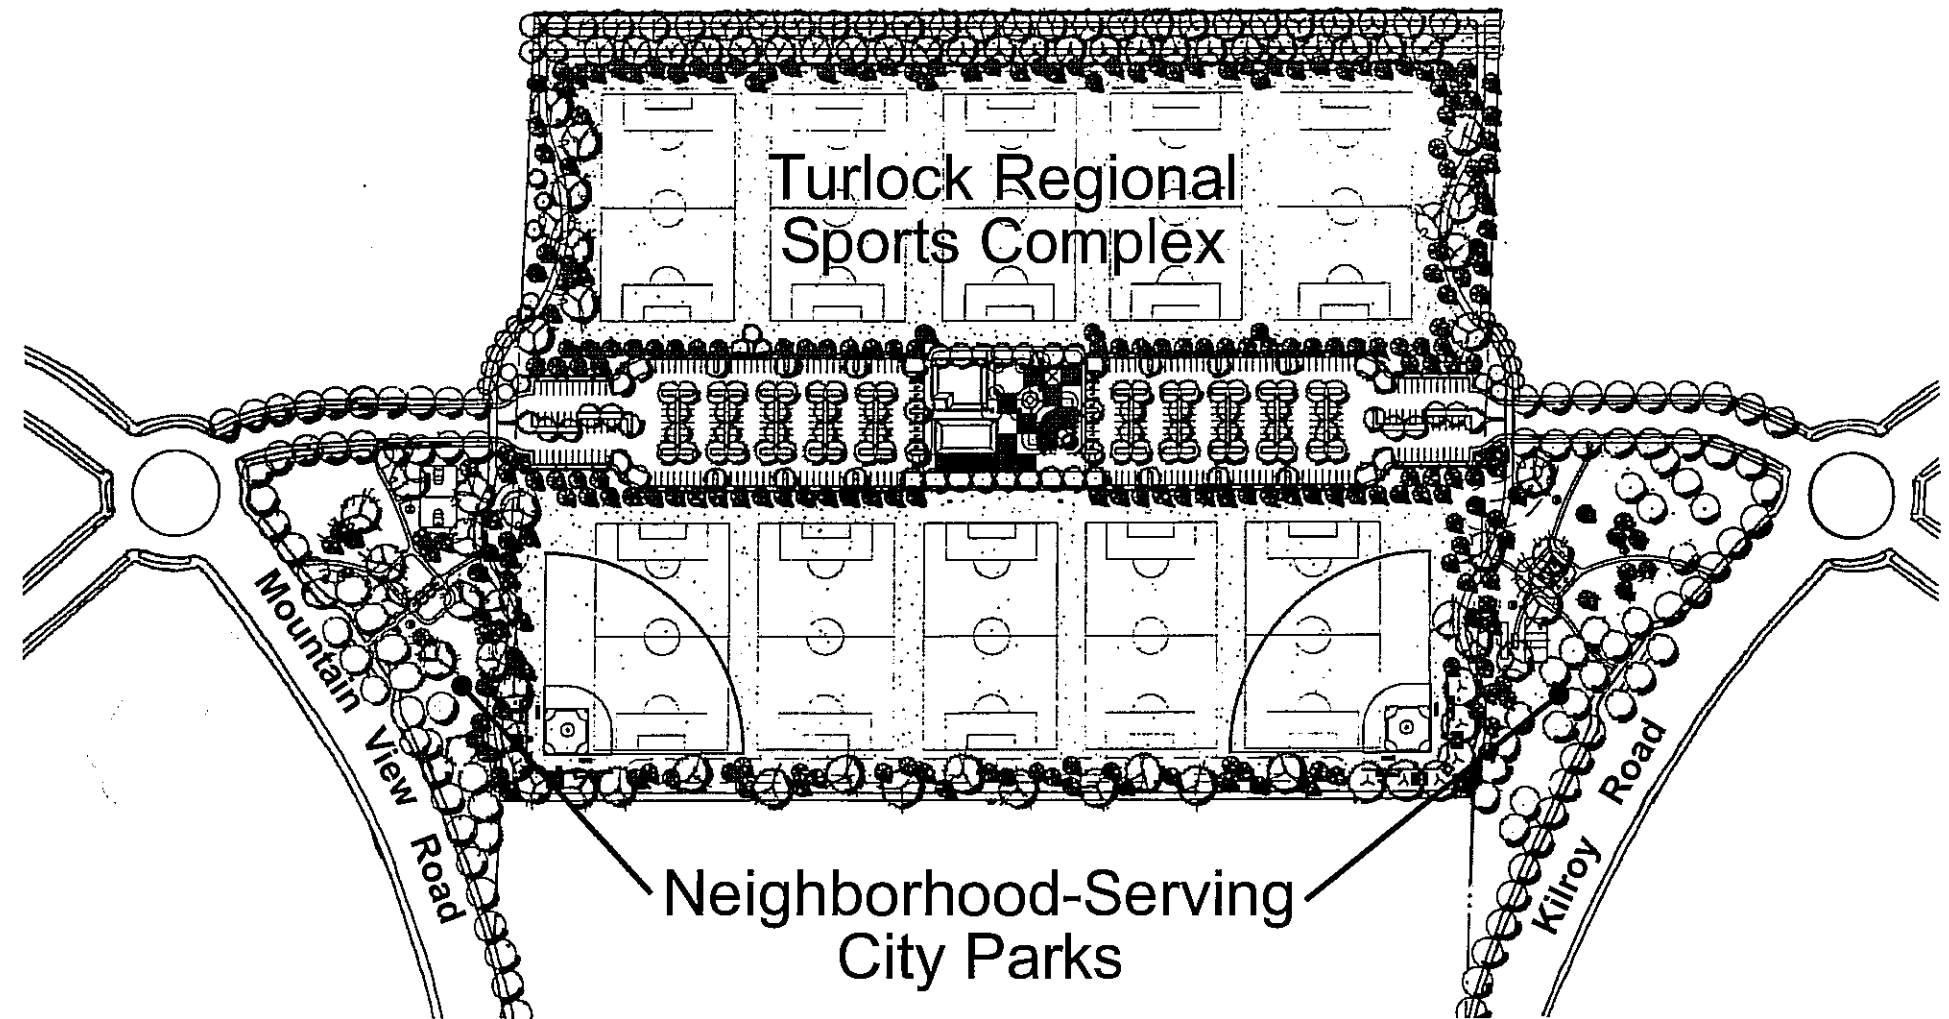 Turlock Regional
Sports Complex
Mountain View Road
Kilroy Road
Neighborhood-Serving
City Parks